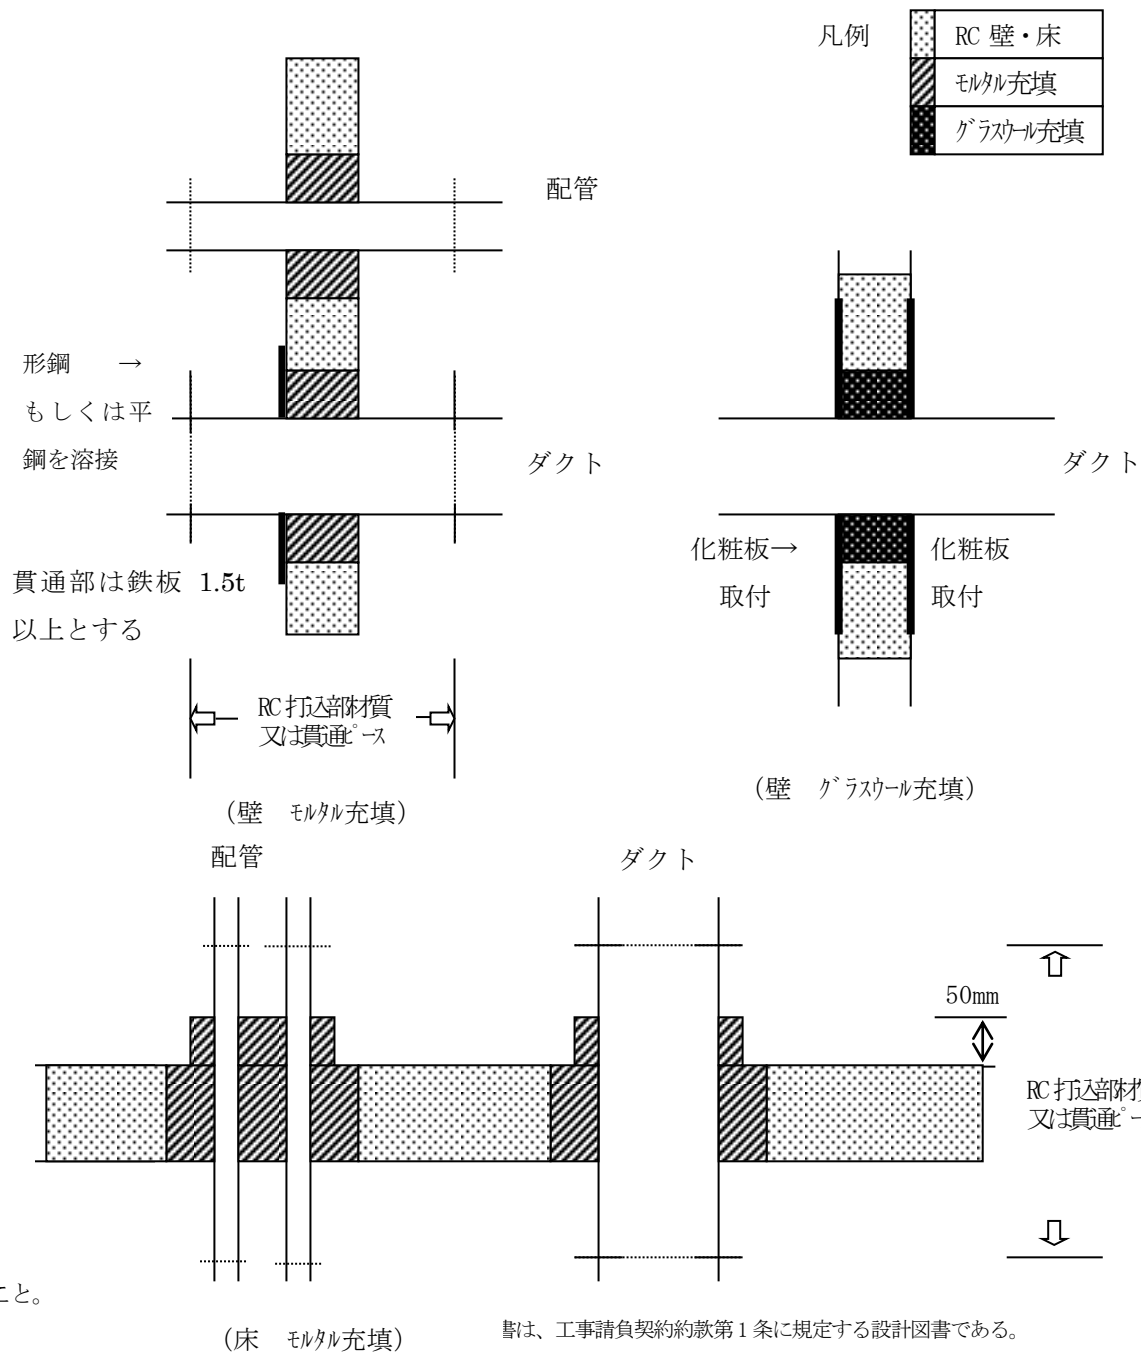 凡例
RC 壁・床
ﾓﾙﾀﾙ充填
ｸﾞﾗｽｳｰﾙ充填
配管
形鋼　→
もしくは平
鋼を溶接
ダクト
ダクト
貫通部は鉄板 1.5t
以上とする
化粧板→
取付
化粧板
取付
RC 打込部材質
又は貫通ﾋﾟｰｽ
（壁　ﾓﾙﾀﾙ充填）
（壁　ｸﾞﾗｽｳｰﾙ充填）
配管
ダクト
50mm
RC 打込部材質
又は貫通ﾋﾟｰ
こと。
（床　ﾓﾙﾀﾙ充填）
書は、工事請負契約約款第１条に規定する設計図書である。